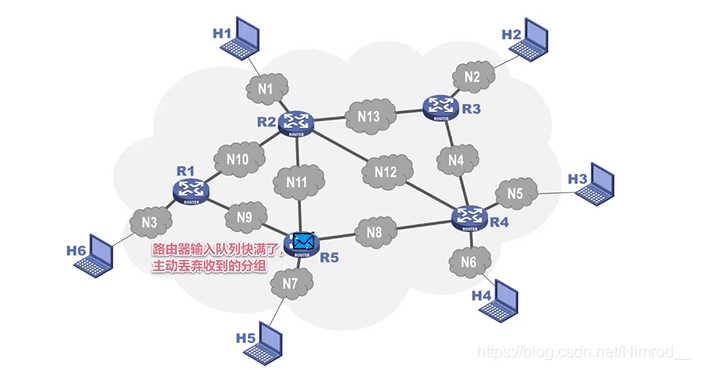 H1
H2
N1
N2
R3
R2
N13
N10
N4
R1
N11
N12
N5
H3
N3
N9
R4
N8
H6
路由器输入队列快满了,
主动丢弃收到的分组
R5
N6
N7
H4
H5
https://blog.csdn.net/Nimrod__